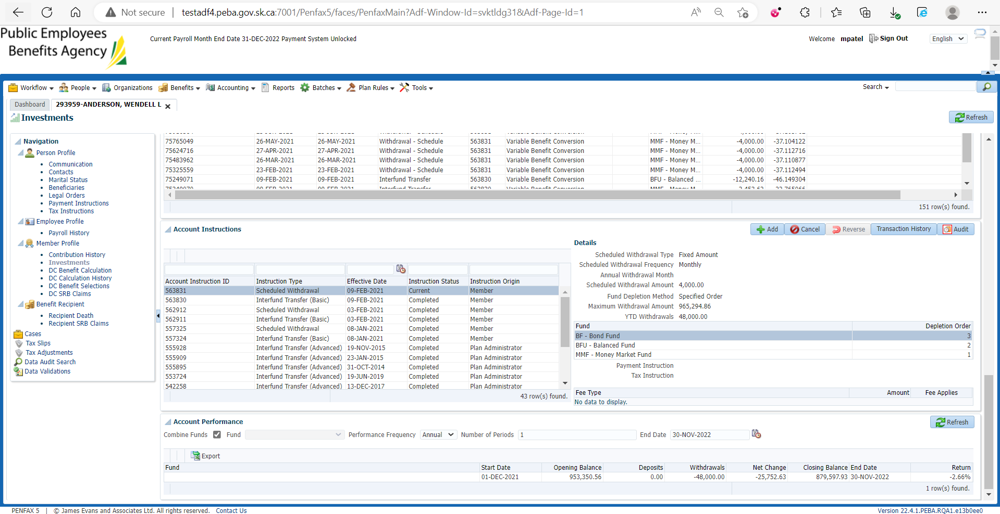 Not secure | testadf4.peba.gov.sk.ca:7001/Penfax5/faces/PenfaxMain?Adf-Window-Id=svktldg31&Adf-Page-Id=1
Public Employees
Benefits Agency
Current Payroll Month End Date 31-DEC-2022 Payment System Unlocked
Welcome mpatel Sign Out English
Workflow People Organizations Benefits Accounting Reports Batches Plan Rules Tools Search
Dashboard 293959-ANDERSON, WENDELL L
Investments Refresh
Navigation
Person Profile
Communication
Contacts
Marital Status
Beneficiaries
Legal Orders
Payment Instructions
Tax Instructions
Employee Profile
Payroll History
Member Profile
Contribution History
Investments
DC Benefit Calculation
DC Calculation History
DC Benefit Selections
DC SRB Claims
Benefit Recipient
Recipient Death
Recipient SRB Claims
Cases
Tax Slips
Tax Adjustments
Data Audit Search
Data Validations
75765049 26-MAY-2021 26-MAY-2021 Withdrawal - Schedule 563831 Variable Benefit Conversion MMF - Money M... -4,000.00 -37.104122
75624716 27-APR-2021 27-APR-2021 Withdrawal - Schedule 563831 Variable Benefit Conversion MMF - Money M... -4,000.00 -37.112716
75483962 26-MAR-2021 26-MAR-2021 Withdrawal - Schedule 563831 Variable Benefit Conversion MMF - Money M... -4,000.00 -37.110877
75325559 23-FEB-2021 23-FEB-2021 Withdrawal - Schedule 563831 Variable Benefit Conversion MMF - Money M... -4,000.00 -37.112494
75249071 09-FEB-2021 09-FEB-2021 Interfund Transfer 563830 Variable Benefit Conversion BFU - Balanced ... -12,240.16 -46.149304
151 row(s) found.
Account Instructions Add Cancel Reverse Transaction History Audit
Account Instruction ID Instruction Type Effective Date Instruction Status Instruction Origin
563831 Scheduled Withdrawal 09-FEB-2021 Current Member
563830 Interfund Transfer (Basic) 09-FEB-2021 Completed Member
562912 Scheduled Withdrawal 03-FEB-2021 Completed Member
562911 Interfund Transfer (Basic) 03-FEB-2021 Completed Member
557325 Scheduled Withdrawal 08-JAN-2021 Completed Member
557324 Interfund Transfer (Basic) 08-JAN-2021 Completed Member
555928 Interfund Transfer (Advanced) 19-NOV-2015 Completed Plan Administrator
555909 Interfund Transfer (Advanced) 23-JAN-2015 Completed Plan Administrator
555895 Interfund Transfer (Advanced) 31-OCT-2014 Completed Plan Administrator
553724 Interfund Transfer (Advanced) 19-JUN-2019 Completed Plan Administrator
542258 Interfund Transfer (Advanced) 13-DEC-2017 Completed Plan Administrator
43 row(s) found.
Details
Scheduled Withdrawal Type Fixed Amount
Scheduled Withdrawal Frequency Monthly
Annual Withdrawal Month
Scheduled Withdrawal Amount 4,000.00
Fund Depletion Method Specified Order
Maximum Withdrawal Amount 965,294.86
YTD Withdrawals 48,000.00
Fund Depletion Order
BF - Bond Fund 3
BFU - Balanced Fund 2
MMF - Money Market Fund 1
Payment Instruction
Tax Instruction
Fee Type Amount Fee Applies
No data to display.
Account Performance Refresh
Combine Funds Fund Performance Frequency Annual Number of Periods 1 End Date 30-NOV-2022
Export
Fund Start Date Opening Balance Deposits Withdrawals Net Change Closing Balance End Date Return
01-DEC-2021 953,350.56 0.00 -48,000.00 -25,752.63 879,597.93 30-NOV-2022 -2.66%
1 row(s) found.
PENFAX 5 | © James Evans and Associates Ltd. All rights reserved. Contact Us Version 22.4.1.PEBA.RQA1.e13b0ee0